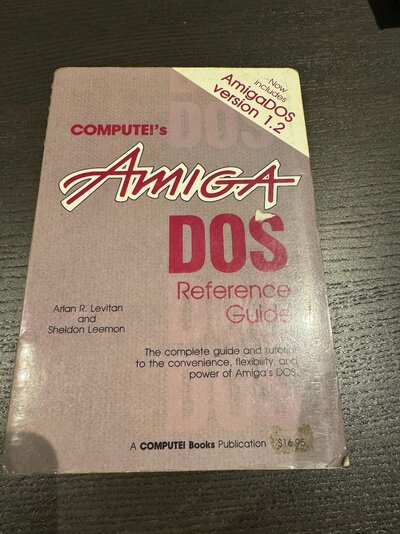 Now
includes
AmigaDOS
version 1.2
COMPUTE!'s
AMIGA
DOS
Reference
Guide
Arlan R. Levitan
and
Sheldon Leemon
The complete guide and tutorial
to the convenience, flexibility, and
power of Amiga's DOS.
A COMPUTE! Books Publication $16.95
DOS